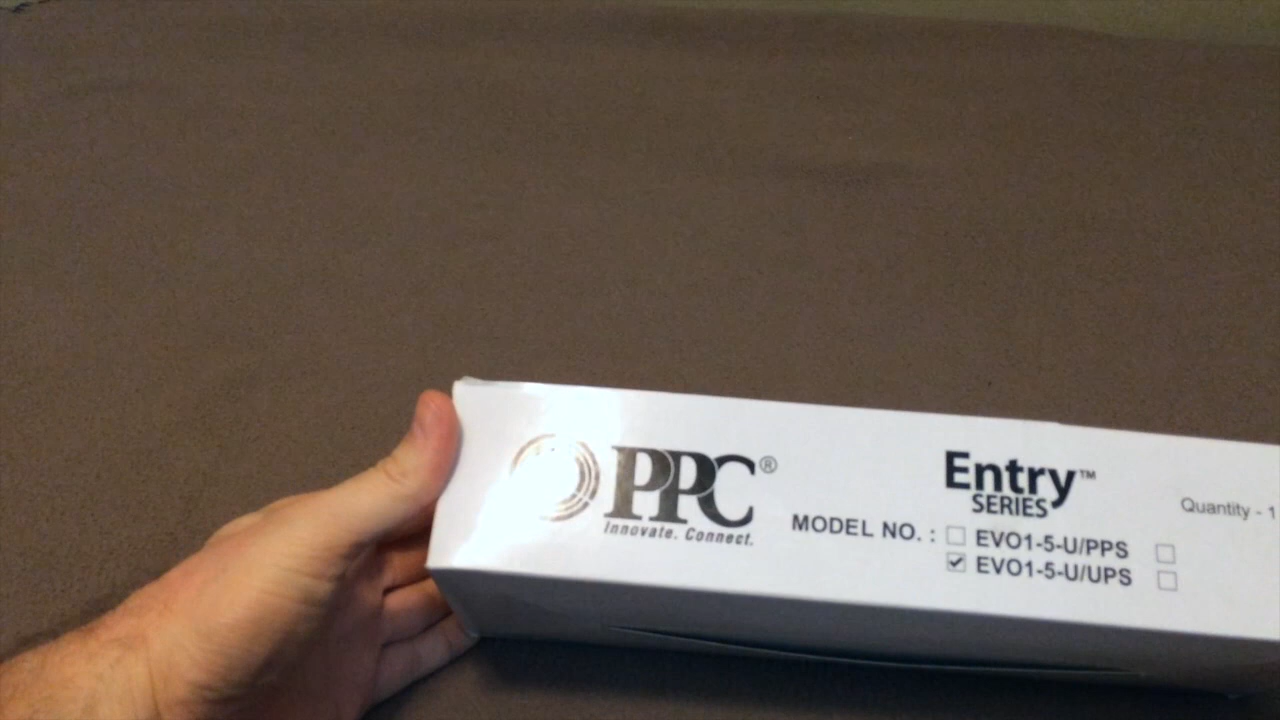 PPC®
Innovate. Connect.
Entry™
SERIES
Quantity - 1
MODEL NO. : ☐ EVO1-5-U/PPS ☐
☑ EVO1-5-U/UPS ☐